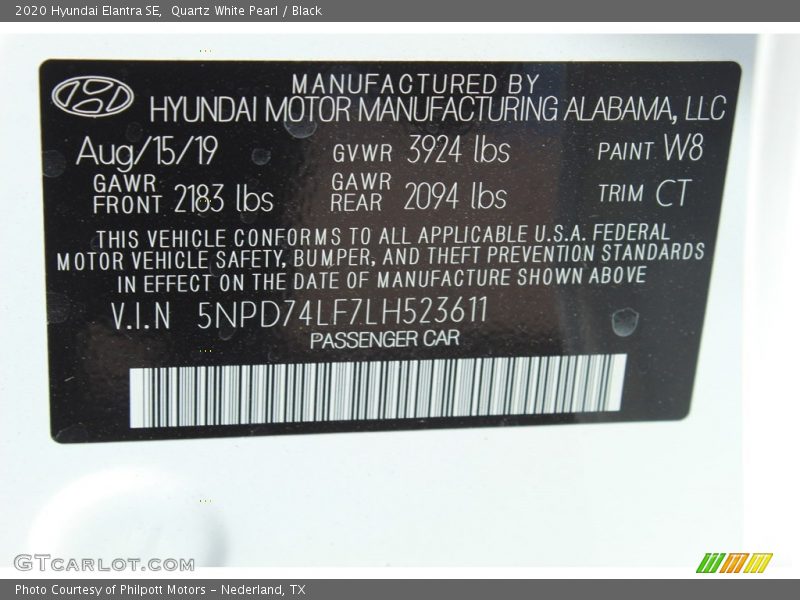 2020 Hyundai Elantra SE,  Quartz White Pearl / Black
MANUFACTURED BY
HYUNDAI MOTOR MANUFACTURING ALABAMA, LLC
Aug/15/19 GVWR 3924 lbs PAINT W8
GAWR FRONT 2183 lbs GAWR REAR 2094 lbs TRIM CT
THIS VEHICLE CONFORMS TO ALL APPLICABLE U.S.A. FEDERAL
MOTOR VEHICLE SAFETY, BUMPER, AND THEFT PREVENTION STANDARDS
IN EFFECT ON THE DATE OF MANUFACTURE SHOWN ABOVE
V.I.N 5NPD74LF7LH523611
PASSENGER CAR
GTCARLOT.COM
Photo Courtesy of Philpott Motors - Nederland, TX